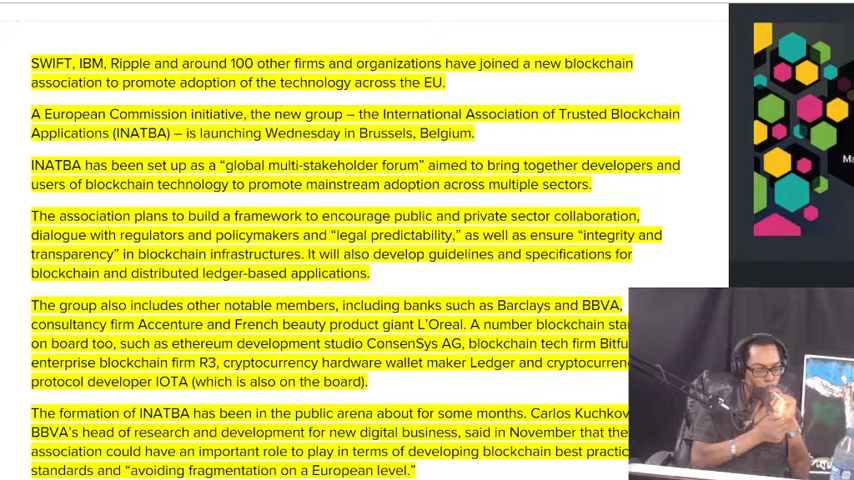 SWIFT, IBM, Ripple and around 100 other firms and organizations have joined a new blockchain
association to promote adoption of the technology across the EU.
A European Commission initiative, the new group – the International Association of Trusted Blockchain
Applications (INATBA) – is launching Wednesday in Brussels, Belgium.
INATBA has been set up as a “global multi-stakeholder forum” aimed to bring together developers and
users of blockchain technology to promote mainstream adoption across multiple sectors.
The association plans to build a framework to encourage public and private sector collaboration,
dialogue with regulators and policymakers and “legal predictability,” as well as ensure “integrity and
transparency” in blockchain infrastructures. It will also develop guidelines and specifications for
blockchain and distributed ledger-based applications.
The group also includes other notable members, including banks such as Barclays and BBVA,
consultancy firm Accenture and French beauty product giant L’Oreal. A number blockchain
on board too, such as ethereum development studio ConsenSys AG, blockchain tech firm
enterprise blockchain firm R3, cryptocurrency hardware wallet maker Ledger and
protocol developer IOTA (which is also on the board).
The formation of INATBA has been in the public arena about for some months. Carlos
BBVA’s head of research and development for new digital business, said in November that the
association could have an important role to play in terms of developing blockchain best
standards and “avoiding fragmentation on a European level.”